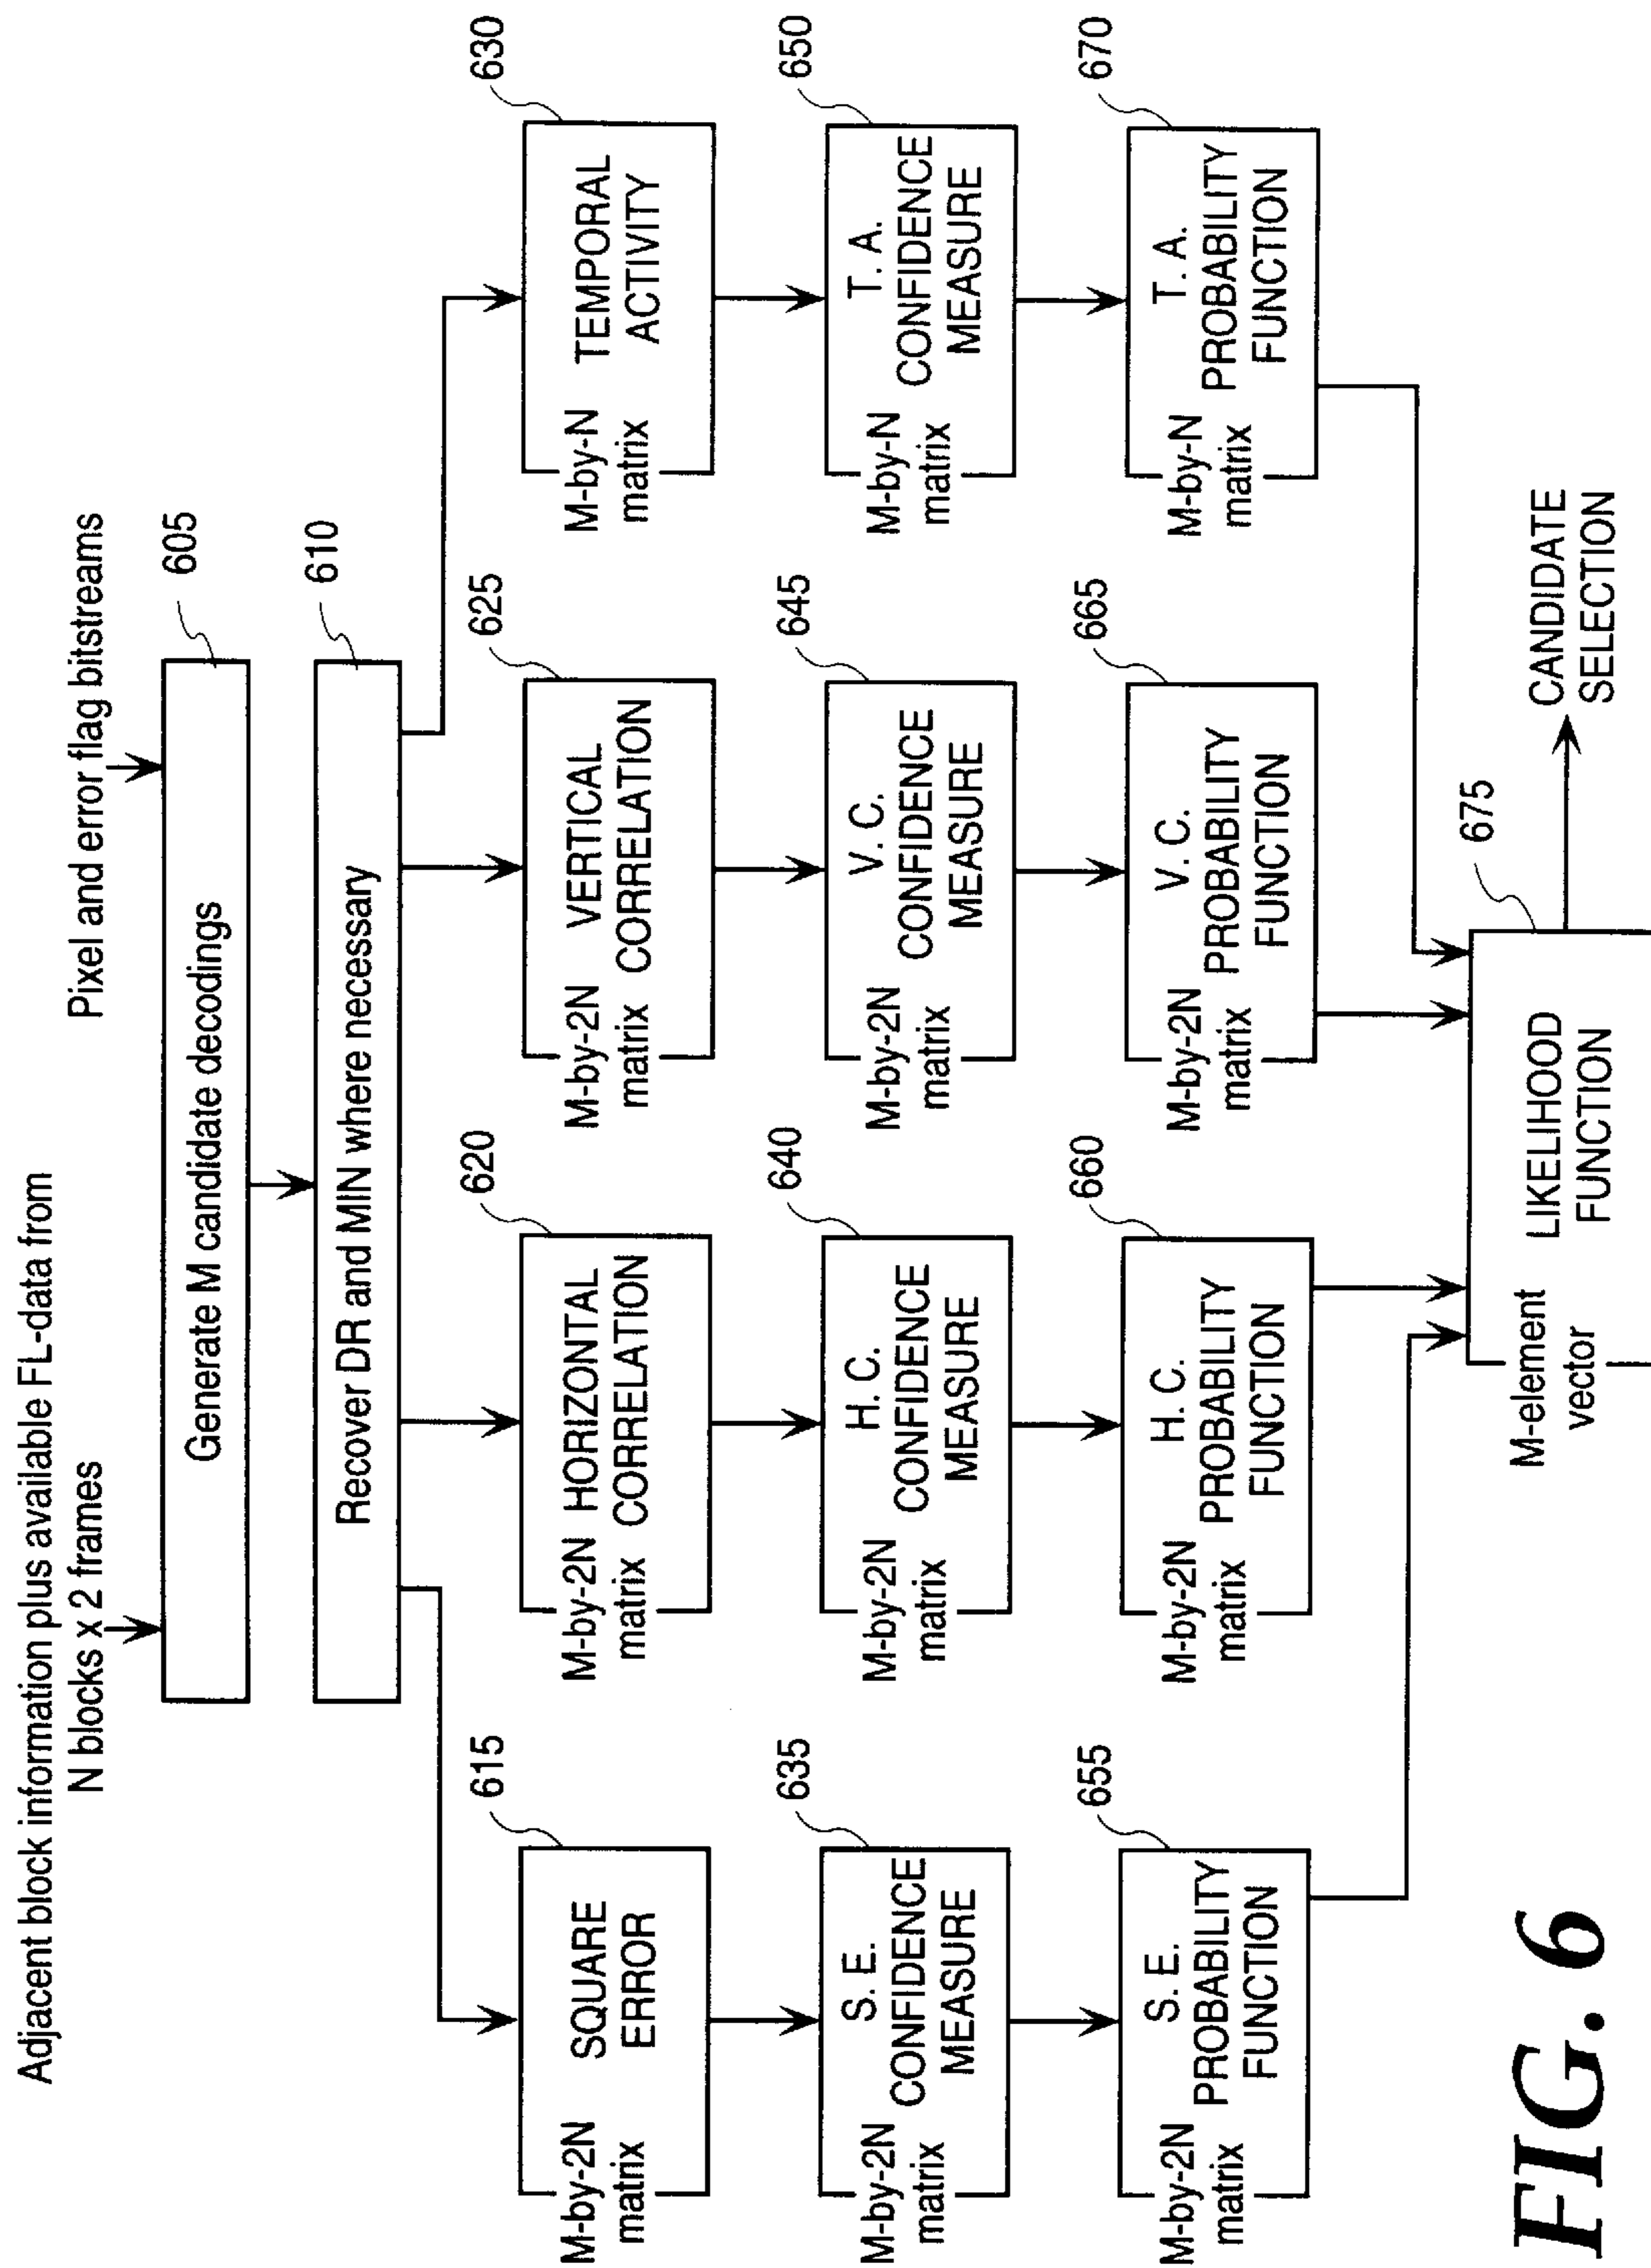 Adjacent block information plus available FL-data from
N blocks x 2 frames
Pixel and error flag bitstreams
Generate M candidate decodings
605
Recover DR and MIN where necessary
610
615
M-by-2N
matrix
SQUARE
ERROR
620
M-by-2N
matrix
HORIZONTAL
CORRELATION
625
M-by-2N
matrix
VERTICAL
CORRELATION
630
M-by-N
matrix
TEMPORAL
ACTIVITY
635
M-by-2N
matrix
S. E.
CONFIDENCE
MEASURE
640
M-by-2N
matrix
H. C.
CONFIDENCE
MEASURE
645
M-by-2N
matrix
V. C.
CONFIDENCE
MEASURE
650
M-by-N
matrix
T. A.
CONFIDENCE
MEASURE
655
M-by-2N
matrix
S. E.
PROBABILITY
FUNCTION
660
M-by-2N
matrix
H. C.
PROBABILITY
FUNCTION
665
M-by-2N
matrix
V. C.
PROBABILITY
FUNCTION
670
M-by-N
matrix
T. A.
PROBABILITY
FUNCTION
675
M-element
vector
LIKELIHOOD
FUNCTION
CANDIDATE
SELECTION
FIG. 6